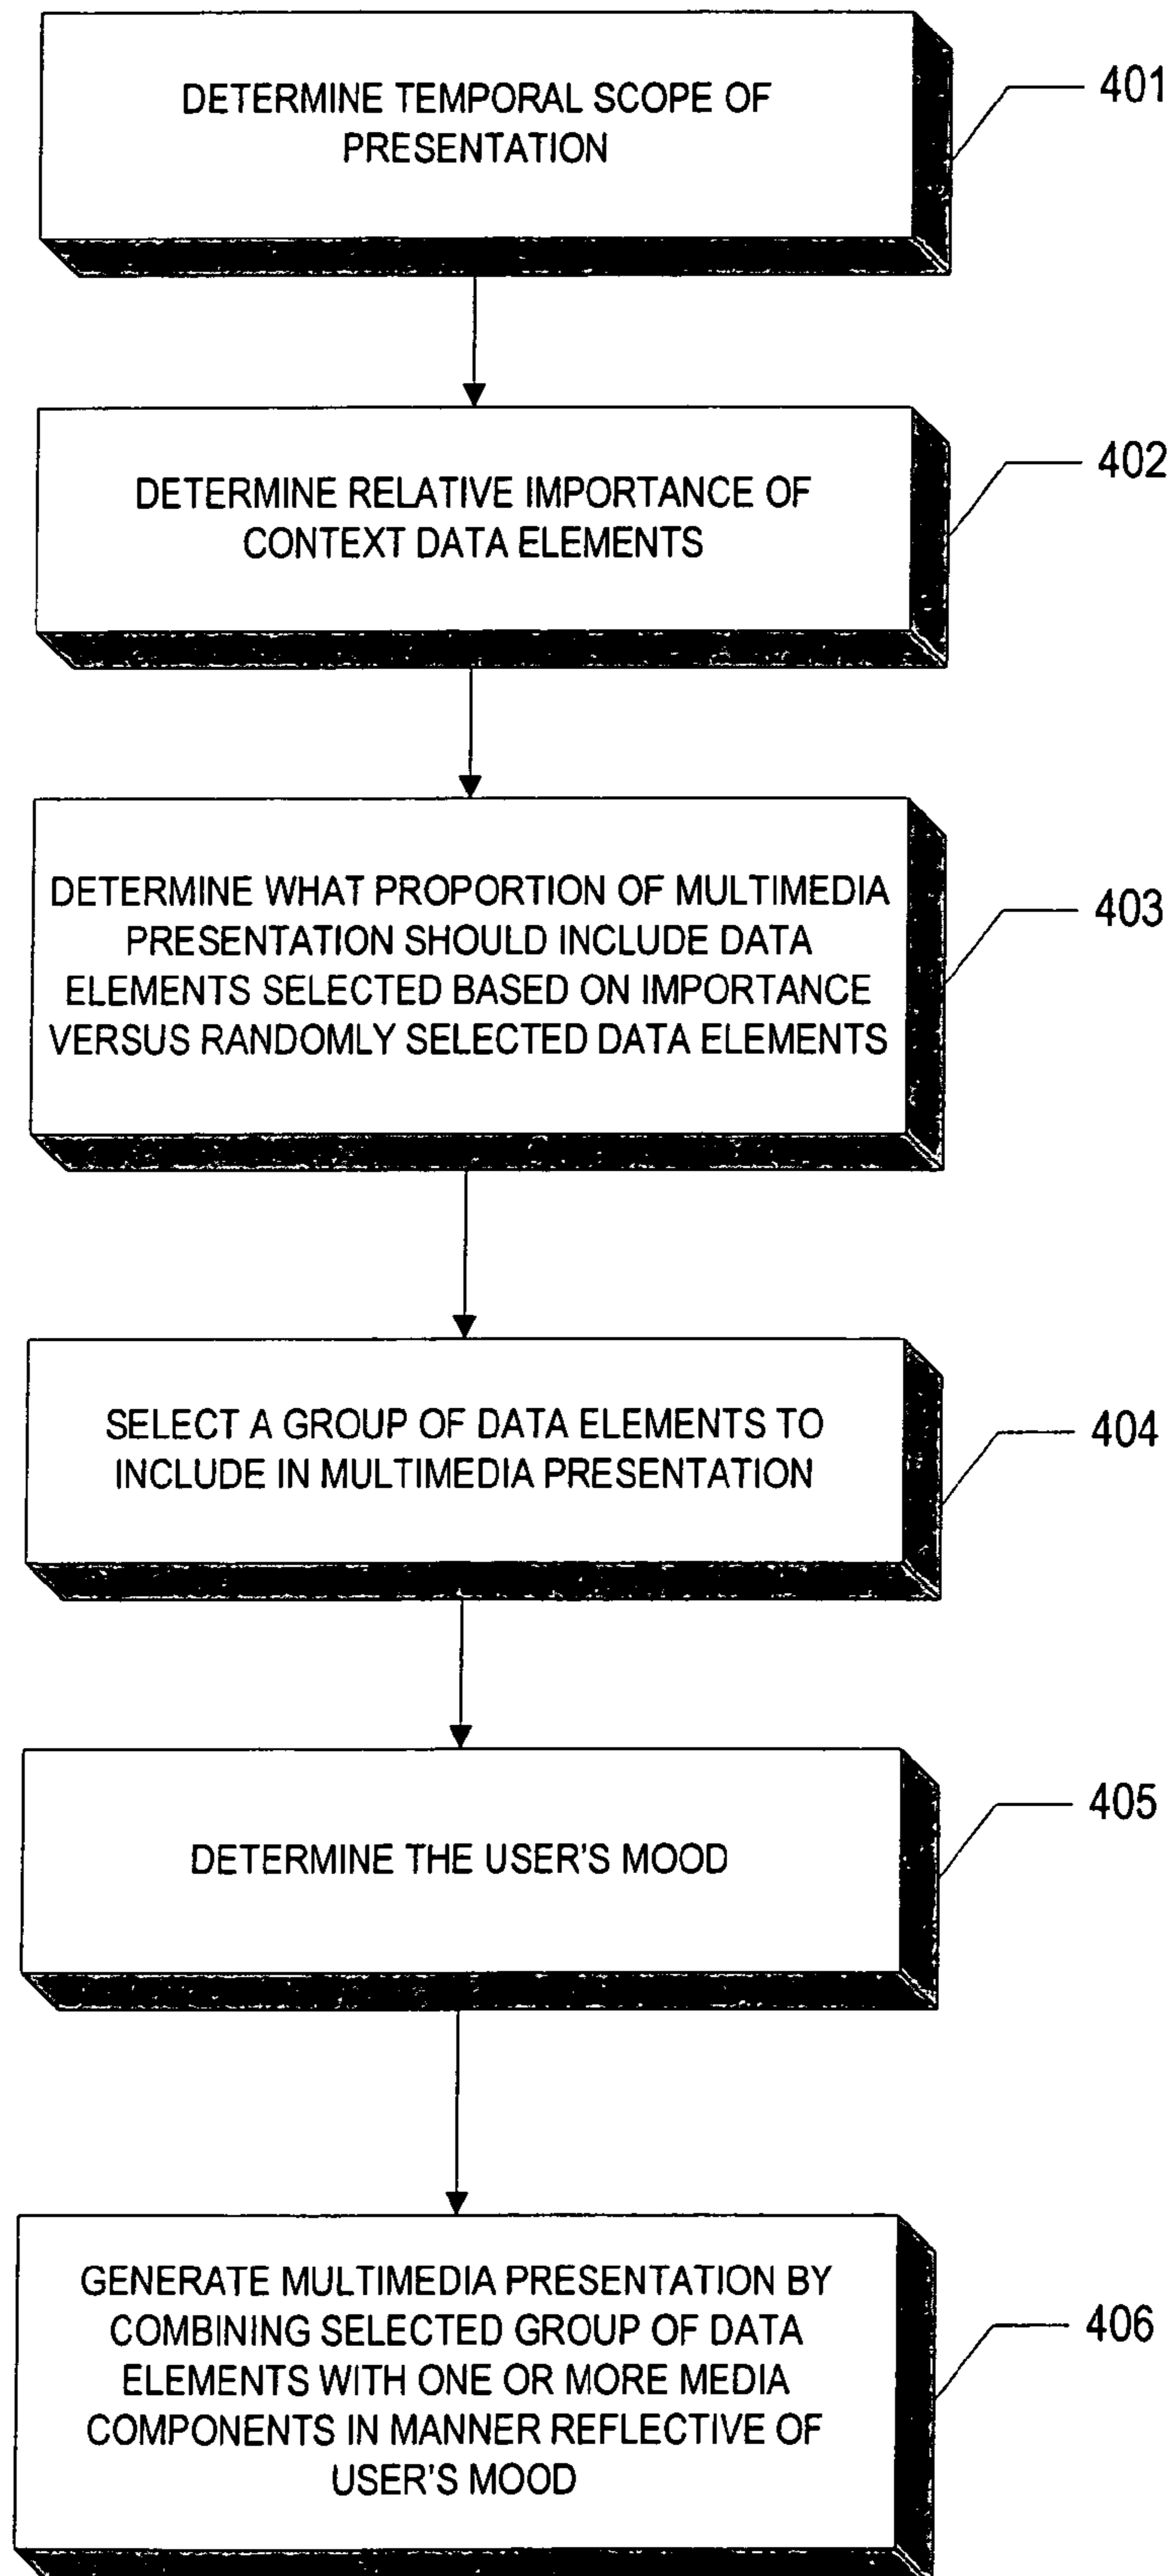 DETERMINE TEMPORAL SCOPE OF
PRESENTATION
401
DETERMINE RELATIVE IMPORTANCE OF
CONTEXT DATA ELEMENTS
402
DETERMINE WHAT PROPORTION OF MULTIMEDIA
PRESENTATION SHOULD INCLUDE DATA
ELEMENTS SELECTED BASED ON IMPORTANCE
VERSUS RANDOMLY SELECTED DATA ELEMENTS
403
SELECT A GROUP OF DATA ELEMENTS TO
INCLUDE IN MULTIMEDIA PRESENTATION
404
DETERMINE THE USER'S MOOD
405
GENERATE MULTIMEDIA PRESENTATION BY
COMBINING SELECTED GROUP OF DATA
ELEMENTS WITH ONE OR MORE MEDIA
COMPONENTS IN MANNER REFLECTIVE OF
USER'S MOOD
406